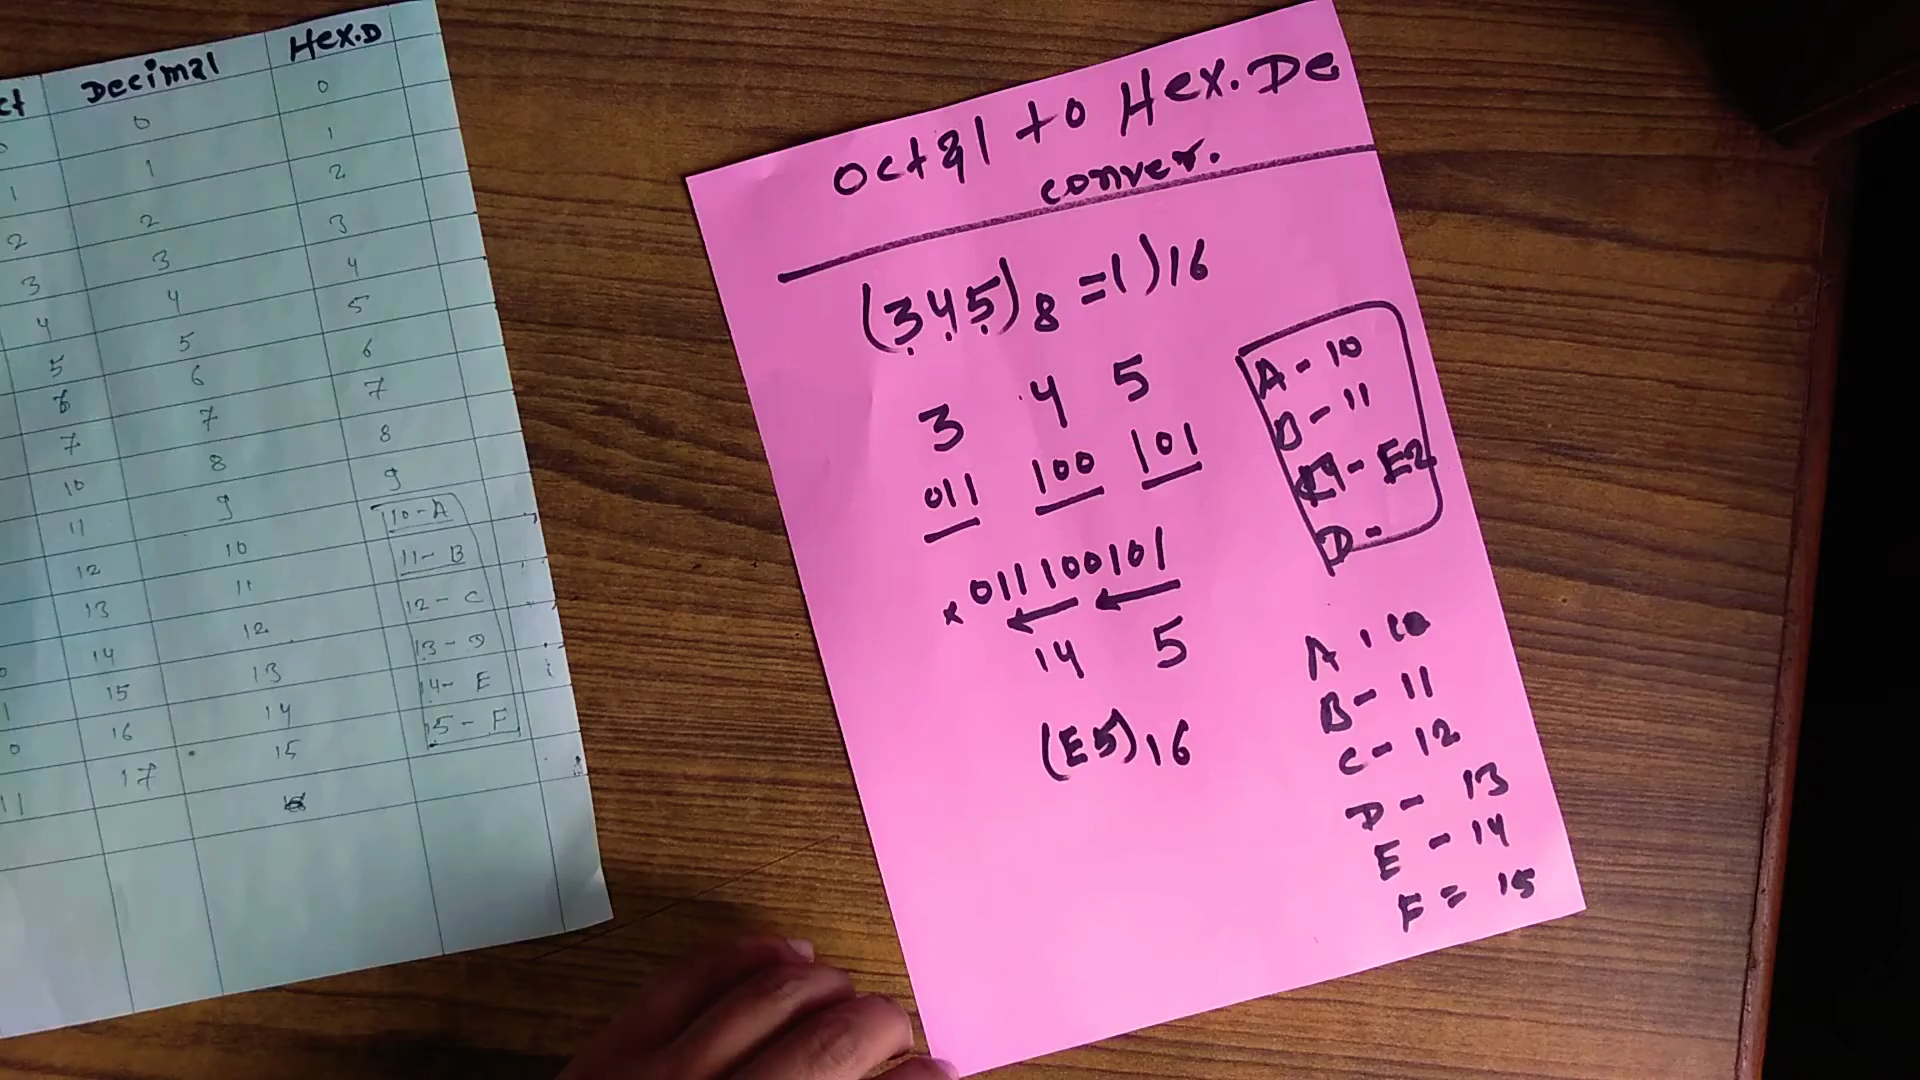 ct Decimal Hex.D
0 0 0
1 1 1
2 2 2
3 3 3
4 4 4
5 5 5
6 6 6
7 7 7
10 8 8
11 9 9
12 10 10-A
13 11 11-B
14 12 12-C
15 13 13-D
16 14 14-E
17 15 15-F
16
Octal to Hex.De
conver.
(345)8 =( )16
3 4 5
011 100 101
×011100101
14 5
(E5)16
A - 10
B - 11
D -
A . 10
B - 11
C - 12
D - 13
E - 14
F = 15